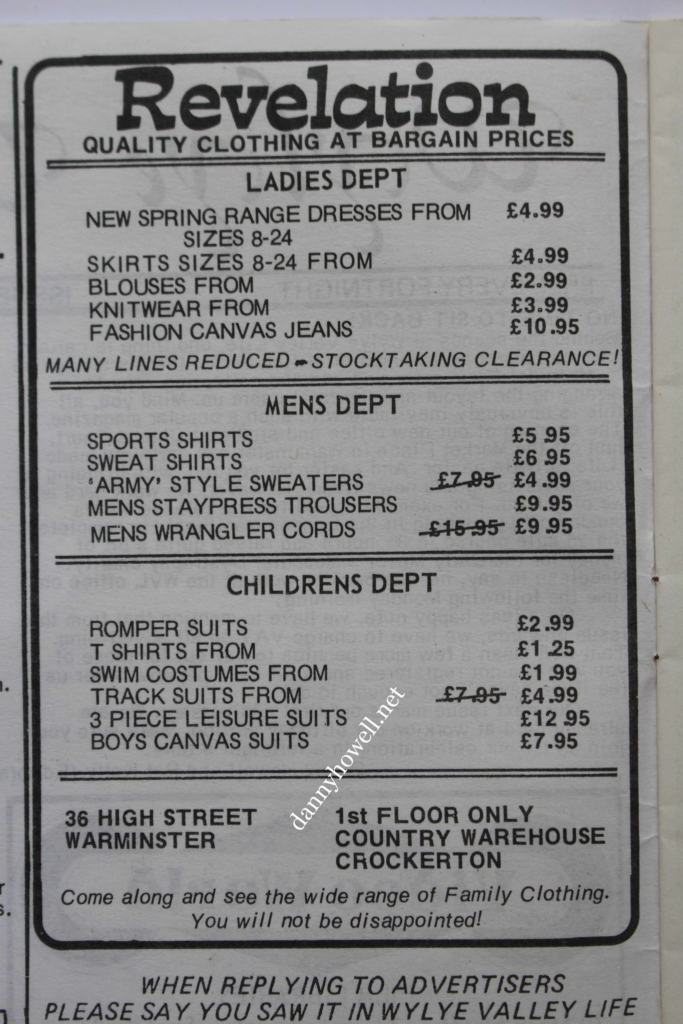 Revelation
QUALITY CLOTHING AT BARGAIN PRICES
LADIES DEPT
NEW SPRING RANGE DRESSES FROM £4.99
SIZES 8-24
SKIRTS SIZES 8-24 FROM £4.99
BLOUSES FROM £2.99
KNITWEAR FROM £3.99
FASHION CANVAS JEANS £10.95
MANY LINES REDUCED - STOCKTAKING CLEARANCE!
MENS DEPT
SPORTS SHIRTS £5.95
SWEAT SHIRTS £6.95
'ARMY' STYLE SWEATERS £7.95 £4.99
MENS STAYPRESS TROUSERS £9.95
MENS WRANGLER CORDS £15.95 £9.95
CHILDRENS DEPT
ROMPER SUITS £2.99
T SHIRTS FROM £1.25
SWIM COSTUMES FROM £1.99
TRACK SUITS FROM £7.95 £4.99
3 PIECE LEISURE SUITS £12.95
BOYS CANVAS SUITS £7.95
dannyhowell.net
36 HIGH STREET
WARMINSTER
1st FLOOR ONLY
COUNTRY WAREHOUSE
CROCKERTON
Come along and see the wide range of Family Clothing.
You will not be disappointed!
WHEN REPLYING TO ADVERTISERS
PLEASE SAY YOU SAW IT IN WYLYE VALLEY LIFE